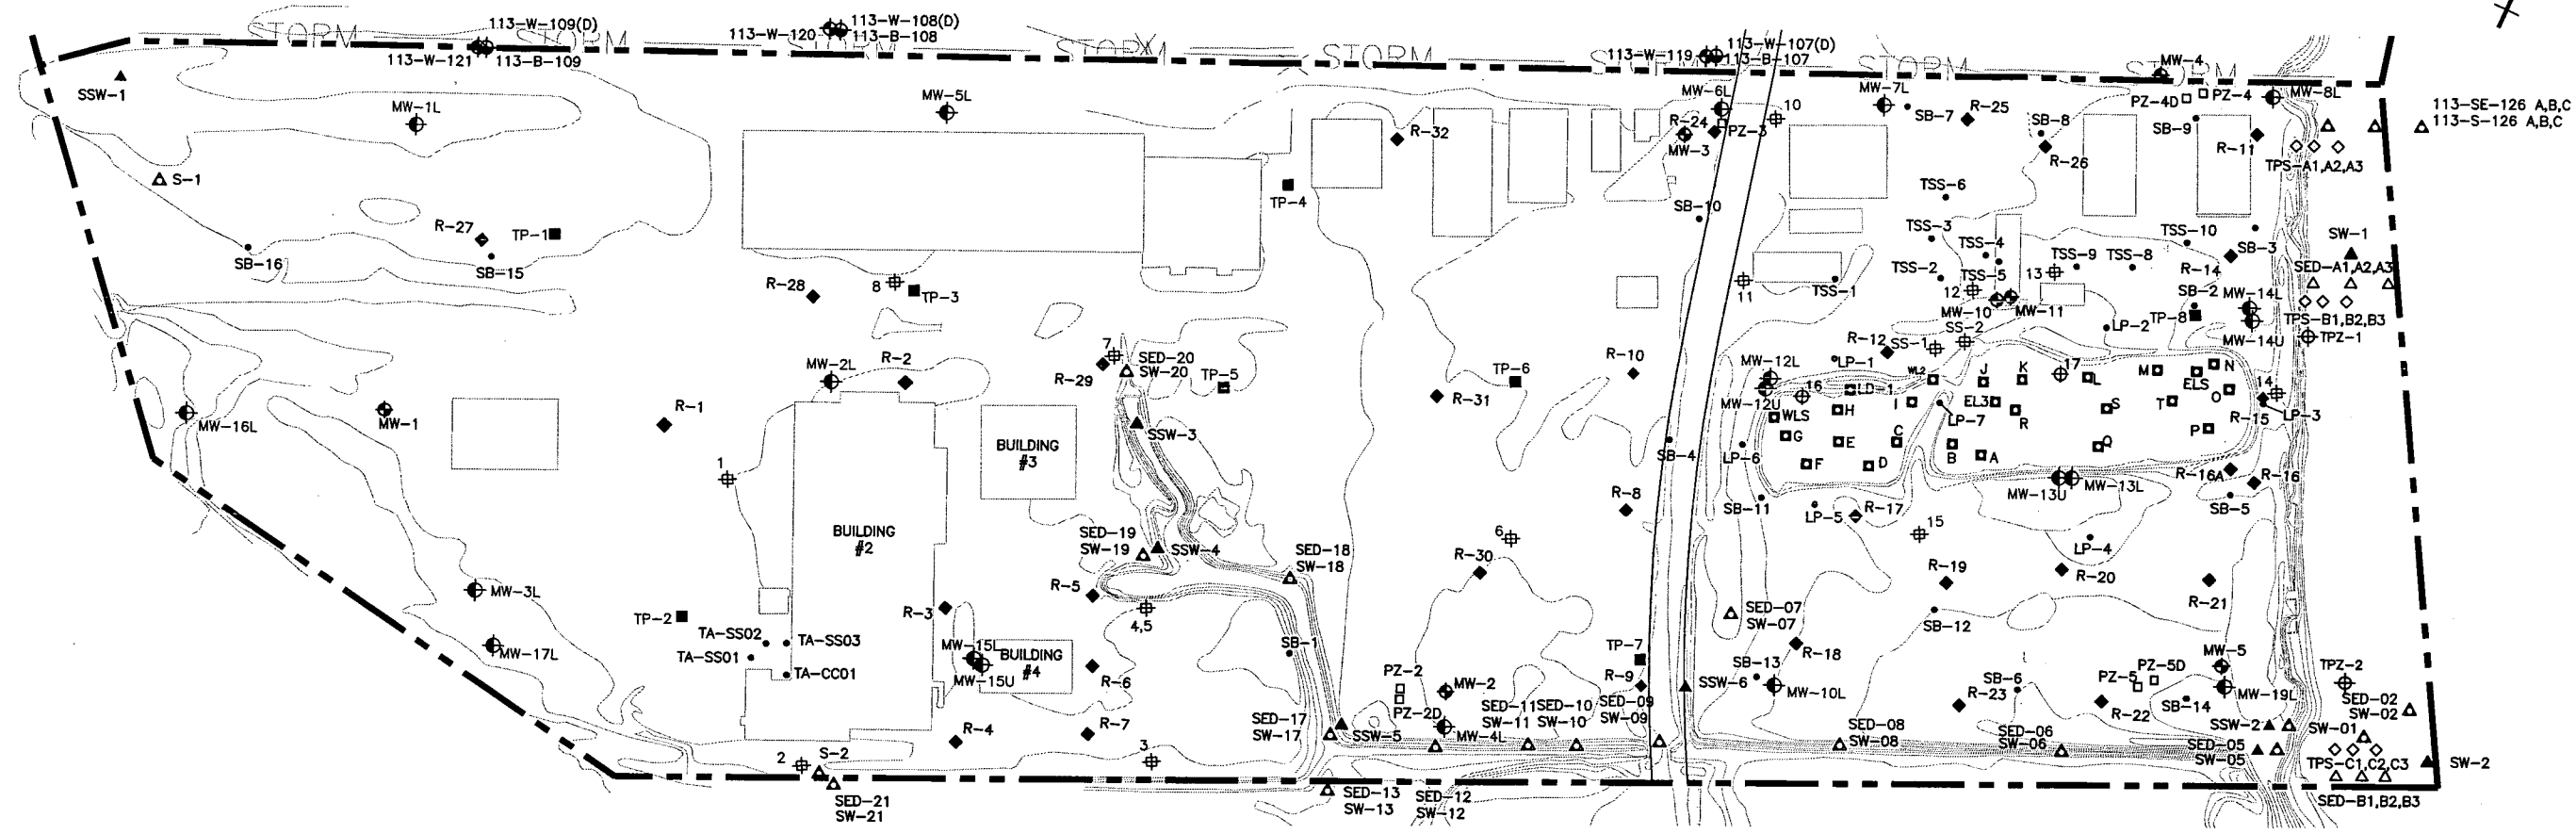 STORM STORM STORM STORM STORM STORM STORM STORM
113-W-109(D)
113-W-121
113-B-109
113-W-120
113-W-108(D)
113-B-108
113-W-119
113-W-107(D)
113-B-107
MW-4
SSW-1
MW-1L
MW-5L
MW-6L
10
MW-7L
SB-7
R-25
PZ-4D
PZ-4
MW-8L
113-SE-126 A,B,C
113-S-126 A,B,C
R-32
R-24
PZ-3
MW-3
SB-8
R-26
SB-9
R-11
TPS-A1,A2,A3
S-1
TP-4
TSS-6
SB-10
R-27
TP-1
SB-16
SB-15
TSS-3
TSS-4
TSS-5
TSS-2
TSS-1
TSS-9
TSS-8
TSS-10
SB-3
R-14
SW-1
SED-A1,A2,A3
R-28
8
TP-3
11
12
13
MW-10
MW-11
SB-2
TP-8
MW-14L
MW-14U
TPS-B1,B2,B3
TPZ-1
LP-2
SS-2
SS-1
R-12
7
R-29
SED-20
SW-20
TP-5
TP-6
R-10
MW-12L
MW-12U
LP-1
16
LD-1
WL2
J
K
17
L
M
ELS
N
14
MW-2L
R-2
R-31
MW-16L
MW-1
R-1
WLS
H
I
LP-7
EL3
R
S
T
O
R-15
LP-3
SSW-3
BUILDING
#3
SB-4
LP-6
G
E
C
B
A
Q
P
F
D
1
R-8
SB-11
LP-5
R-17
15
MW-13U
MW-13L
R-16A
R-16
SB-5
BUILDING
#2
SED-19
SW-19
SSW-4
SED-18
SW-18
6
R-30
LP-4
R-19
R-20
R-21
MW-3L
R-5
R-3
4,5
TP-2
SED-07
SW-07
SB-12
TA-SS02
TA-SS03
TA-SS01
TA-CC01
MW-17L
MW-15L
MW-15U
BUILDING
#4
R-6
SB-1
TP-7
R-9
R-18
SB-13
MW-10L
SSW-6
PZ-2
PZ-2D
MW-2
MW-4L
SB-6
R-23
PZ-5
PZ-5D
R-22
SB-14
MW-5
MW-19L
TPZ-2
SED-02
SW-02
R-4
R-7
SED-17
SW-17
SSW-5
SED-11
SW-11
SED-10
SW-10
SED-09
SW-09
SED-08
SW-08
SED-06
SW-06
SSW-2
SW-01
SED-05
SW-05
TPS-C1,C2,C3
SW-2
2
S-2
3
SED-21
SW-21
SED-13
SW-13
SED-12
SW-12
SED-B1,B2,B3